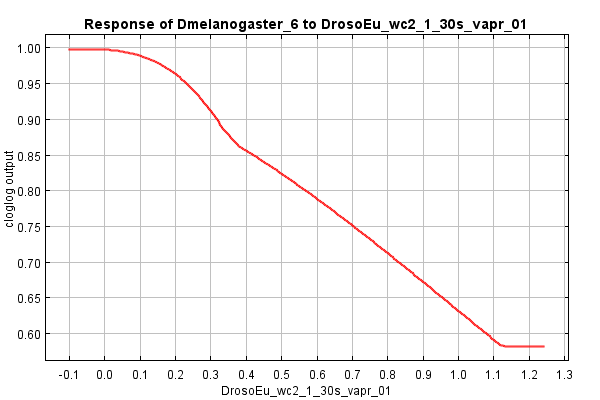 Response of Dmelanogaster_6 to DrosoEu_wc2_1_30s_vapr_01
1.00
0.95
0.90
0.85
0.80
0.75
0.70
0.65
0.60
cloglog output
-0.1 0.0 0.1 0.2 0.3 0.4 0.5 0.6 0.7 0.8 0.9 1.0 1.1 1.2 1.3
DrosoEu_wc2_1_30s_vapr_01